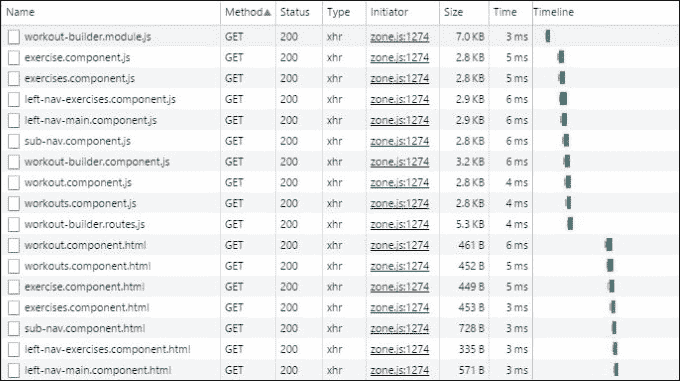 Name Method▲ Status Type Initiator Size Time Timeline
workout-builder.module.js GET 200 xhr zone.js:1274 7.0 KB 3 ms
exercise.component.js GET 200 xhr zone.js:1274 2.8 KB 5 ms
exercises.component.js GET 200 xhr zone.js:1274 2.8 KB 5 ms
left-nav-exercises.component.js GET 200 xhr zone.js:1274 2.9 KB 6 ms
left-nav-main.component.js GET 200 xhr zone.js:1274 2.9 KB 6 ms
sub-nav.component.js GET 200 xhr zone.js:1274 2.8 KB 6 ms
workout-builder.component.js GET 200 xhr zone.js:1274 3.2 KB 6 ms
workout.component.js GET 200 xhr zone.js:1274 2.8 KB 4 ms
workouts.component.js GET 200 xhr zone.js:1274 2.8 KB 4 ms
workout-builder.routes.js GET 200 xhr zone.js:1274 5.3 KB 4 ms
workout.component.html GET 200 xhr zone.js:1274 461 B 6 ms
workouts.component.html GET 200 xhr zone.js:1274 452 B 5 ms
exercise.component.html GET 200 xhr zone.js:1274 449 B 5 ms
exercises.component.html GET 200 xhr zone.js:1274 453 B 3 ms
sub-nav.component.html GET 200 xhr zone.js:1274 728 B 3 ms
left-nav-exercises.component.html GET 200 xhr zone.js:1274 335 B 3 ms
left-nav-main.component.html GET 200 xhr zone.js:1274 571 B 3 ms